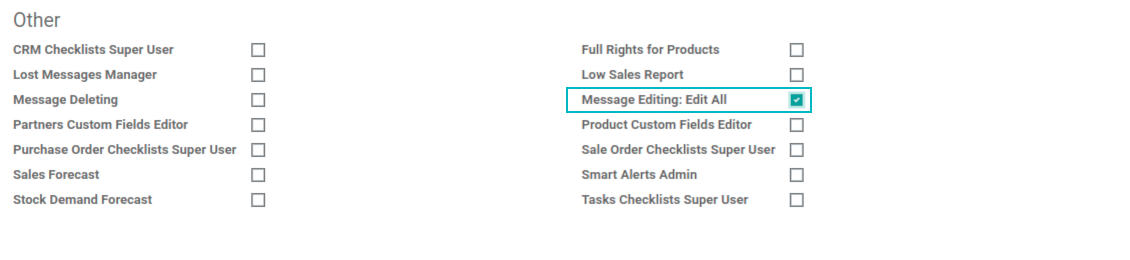 Other
CRM Checklists Super User
Full Rights for Products
Lost Messages Manager
Low Sales Report
Message Deleting
Message Editing: Edit All
Partners Custom Fields Editor
Product Custom Fields Editor
Purchase Order Checklists Super User
Sale Order Checklists Super User
Sales Forecast
Smart Alerts Admin
Stock Demand Forecast
Tasks Checklists Super User